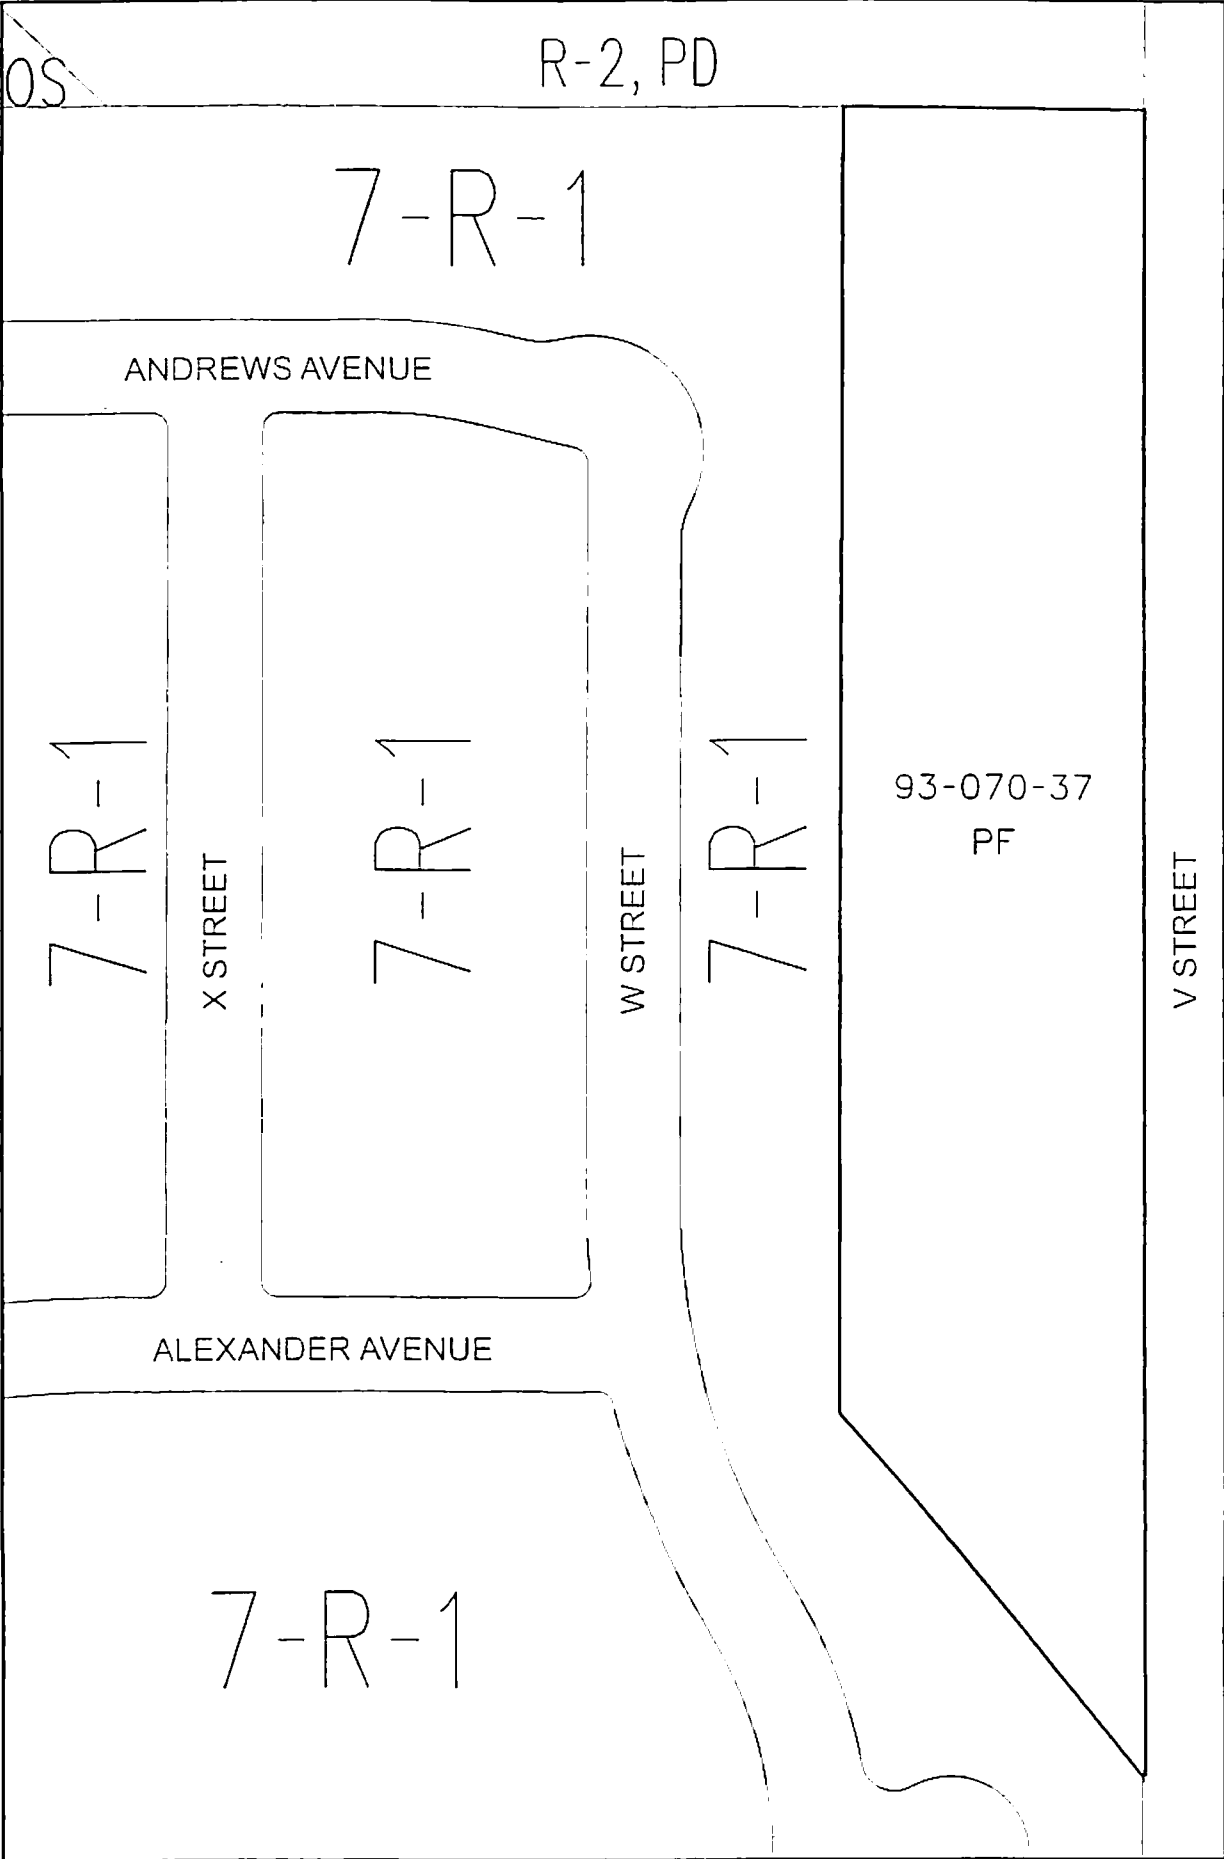 OS
R-2, PD
7-R-1
ANDREWS AVENUE
7-R-1
X STREET
7-R-1
W STREET
7-R-1
93-070-37
PF
V STREET
ALEXANDER AVENUE
7-R-1